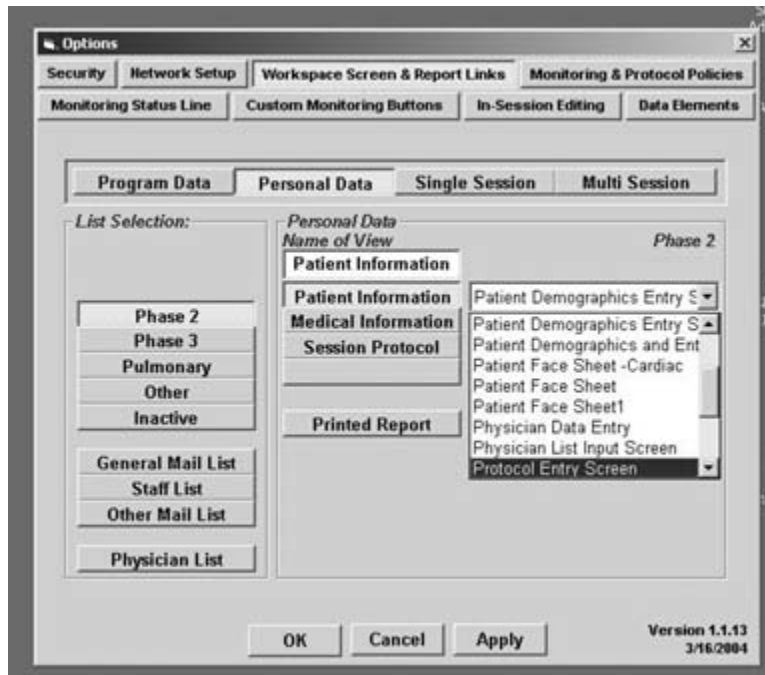 Options
Security Network Setup Workspace Screen & Report Links Monitoring & Protocol Policies
Monitoring Status Line Custom Monitoring Buttons In-Session Editing Data Elements
Program Data Personal Data Single Session Multi Session
List Selection:
Phase 2
Phase 3
Pulmonary
Other
Inactive
General Mail List
Staff List
Other Mail List
Physician List
Personal Data
Name of View Phase 2
Patient Information
Patient Information Patient Demographics Entry S
Medical Information
Session Protocol
Printed Report
Patient Demographics Entry S
Patient Demographics and Ent
Patient Face Sheet -Cardiac
Patient Face Sheet
Patient Face Sheet1
Physician Data Entry
Physician List Input Screen
Protocol Entry Screen
OK Cancel Apply
Version 1.1.13
3/16/2004